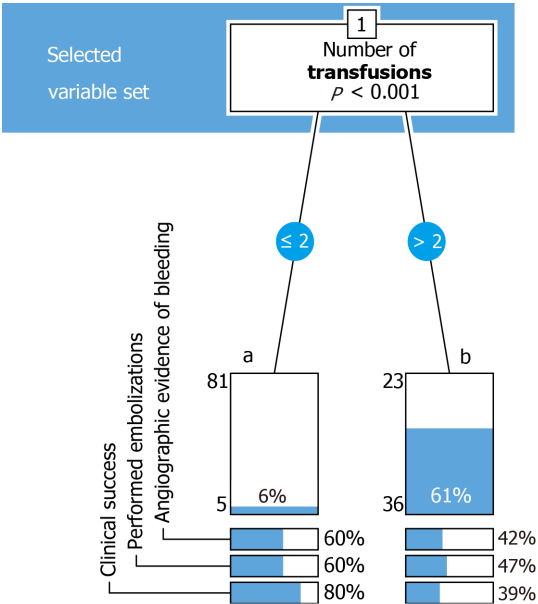 1
Selected
variable set
Number of
transfusions
P < 0.001
≤ 2
> 2
a
b
81
5
6%
23
36
61%
Angiographic evidence of bleeding
Performed embolizations
Clinical success
60%
42%
60%
47%
80%
39%